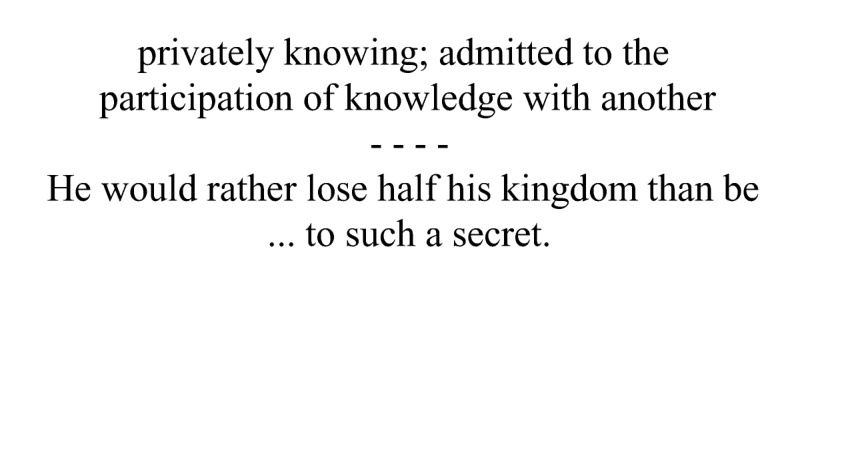 privately knowing; admitted to the
participation of knowledge with another
- - - -
He would rather lose half his kingdom than be
... to such a secret.